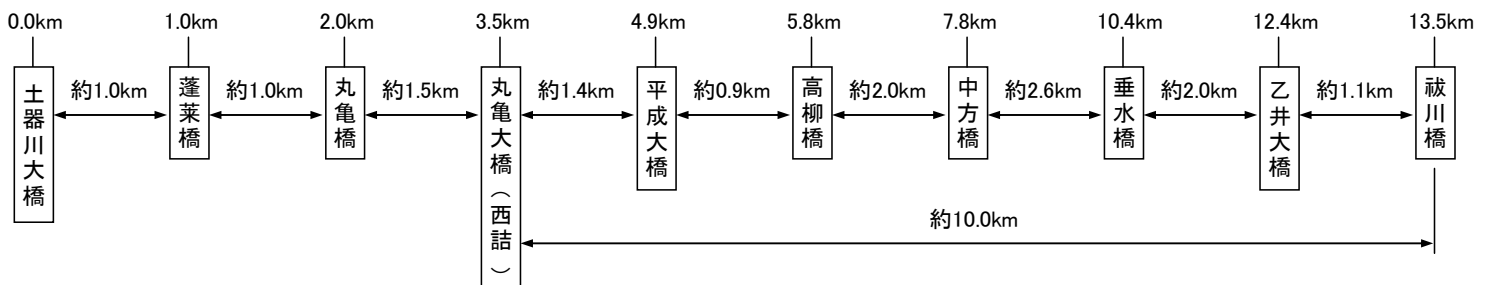 0.0km 1.0km 2.0km 3.5km 4.9km 5.8km 7.8km 10.4km 12.4km 13.5km
約1.0km 約1.0km 約1.5km 約1.4km 約0.9km 約2.0km 約2.6km 約2.0km 約1.1km
土器川大橋
蓬莱橋
丸亀橋
丸亀大橋(西詰)
平成大橋
高柳橋
中方橋
垂水橋
乙井大橋
祓川橋
約10.0km